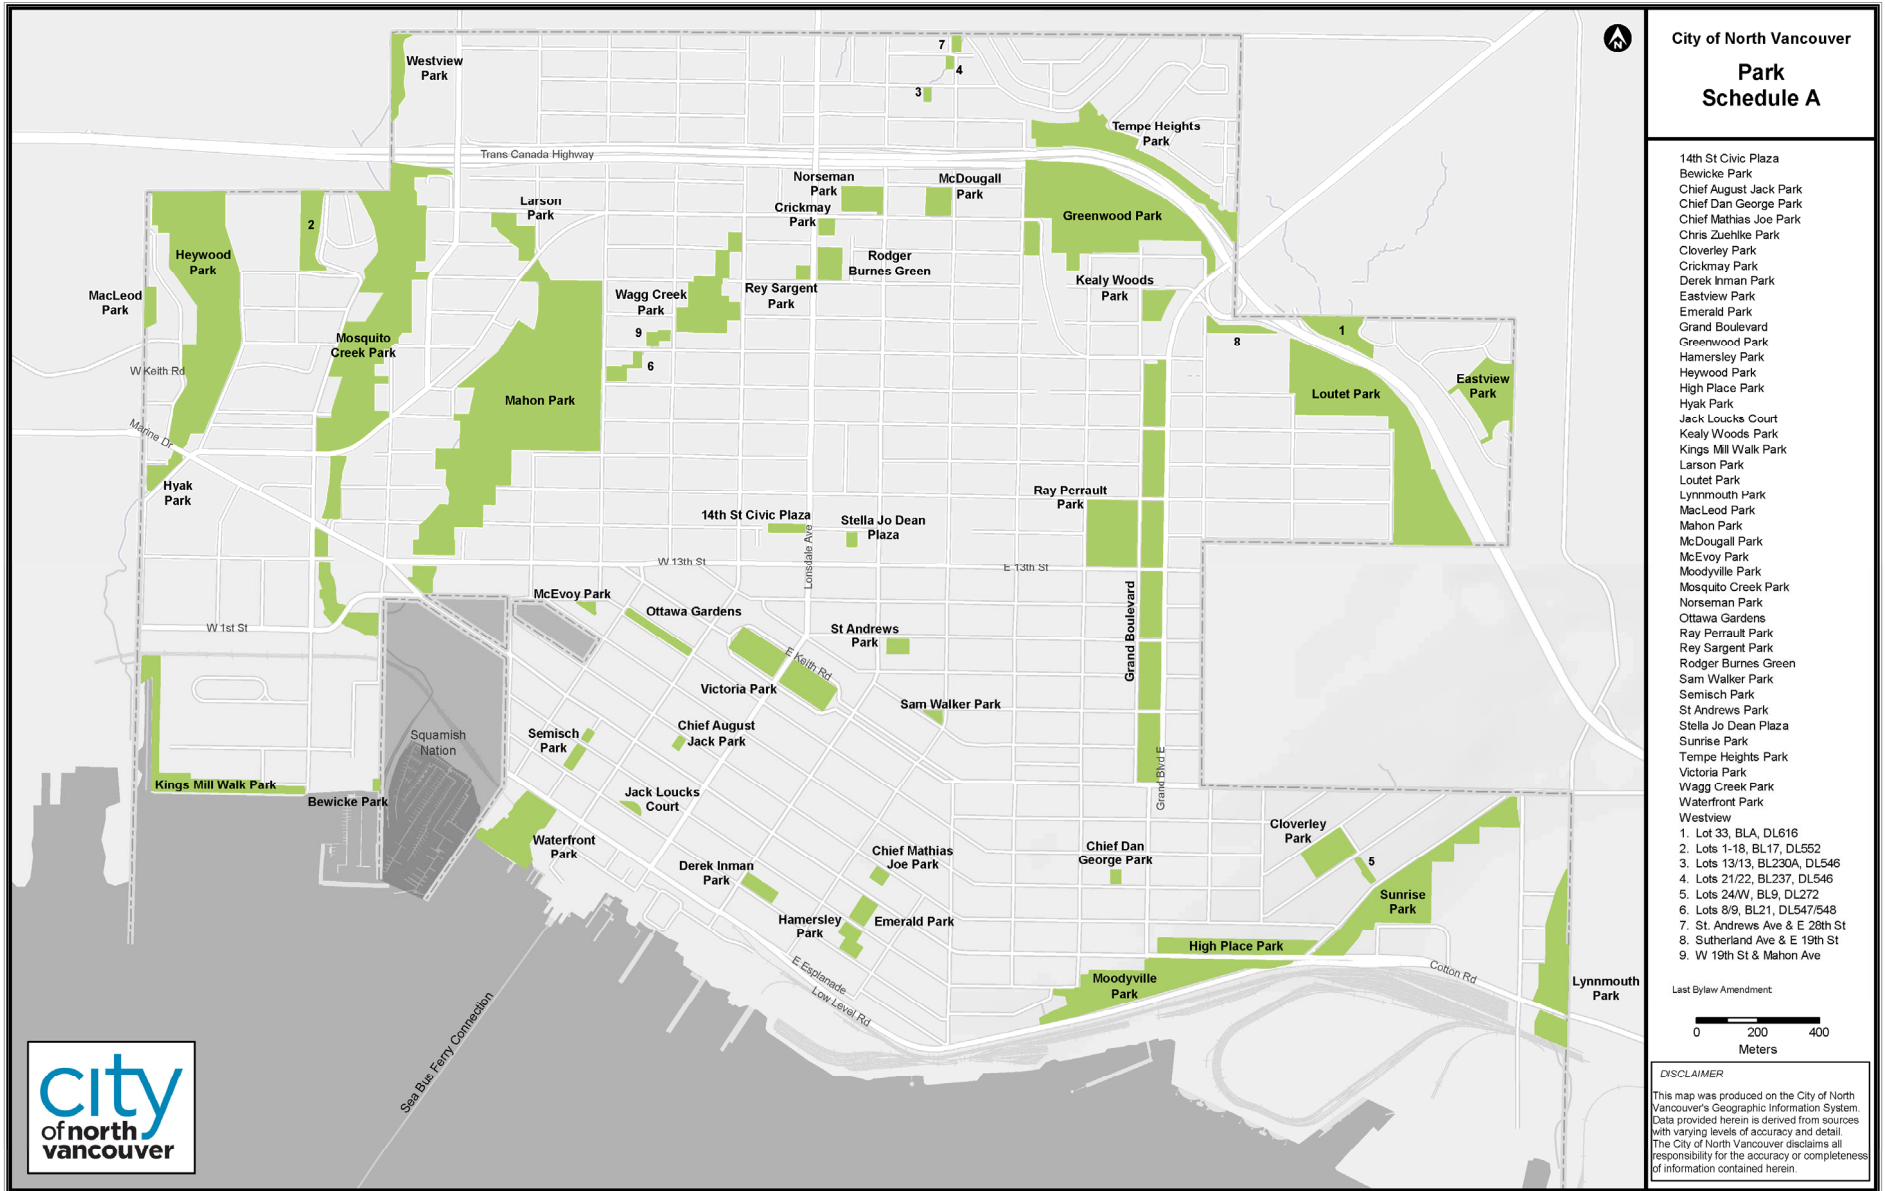 City of North Vancouver
Park
Schedule A
14th St Civic Plaza
Bewicke Park
Chief August Jack Park
Chief Dan George Park
Chief Mathias Joe Park
Chris Zuehlke Park
Cloverley Park
Crickmay Park
Derek Inman Park
Eastview Park
Emerald Park
Grand Boulevard
Greenwood Park
Hamersley Park
Heywood Park
High Place Park
Hyak Park
Jack Loucks Court
Kealy Woods Park
Kings Mill Walk Park
Larson Park
Loutet Park
Lynnmouth Park
MacLeod Park
Mahon Park
McDougall Park
McEvoy Park
Moodyville Park
Mosquito Creek Park
Norseman Park
Ottawa Gardens
Ray Perrault Park
Rey Sargent Park
Rodger Burnes Green
Sam Walker Park
Semisch Park
St Andrews Park
Stella Jo Dean Plaza
Sunrise Park
Tempe Heights Park
Victoria Park
Wagg Creek Park
Waterfront Park
Westview
1. Lot 33, BLA, DL616
2. Lots 1-18, BL17, DL552
3. Lots 13/13, BL230A, DL546
4. Lots 21/22, BL237, DL546
5. Lots 24/W, BL9, DL272
6. Lots 8/9, BL21, DL547/548
7. St. Andrews Ave & E 28th St
8. Sutherland Ave & E 19th St
9. W 19th St & Mahon Ave
Last Bylaw Amendment:
0 200 400
Meters
DISCLAIMER
This map was produced on the City of North
Vancouver's Geographic Information System.
Data provided herein is derived from sources
with varying levels of accuracy and detail.
The City of North Vancouver disclaims all
responsibility for the accuracy or completeness
of information contained herein.
N
7
4
3
Westview
Park
Tempe Heights
Park
Trans Canada Highway
Norseman
Park
McDougall
Park
Larson
Park
Crickmay
Park
Greenwood Park
2
Heywood
Park
Rodger
Burnes Green
Kealy Woods
Park
MacLeod
Park
Wagg Creek
Park
Rey Sargent
Park
9
1
8
Mosquito
Creek Park
6
W Keith Rd
Mahon Park
Loutet Park
Eastview
Park
Marine Dr
Hyak
Park
Ray Perrault
Park
14th St Civic Plaza
Stella Jo Dean
Plaza
Lonsdale Ave
W 13th St
E 13th St
McEvoy Park
Ottawa Gardens
Grand Boulevard
W 1st St
St Andrews
Park
E Keith Rd
Victoria Park
Sam Walker Park
Squamish
Nation
Semisch
Park
Chief August
Jack Park
Grand Blvd E
Kings Mill Walk Park
Bewicke Park
Jack Loucks
Court
Waterfront
Park
Cloverley
Park
Chief Mathias
Joe Park
Chief Dan
George Park
5
Derek Inman
Park
Sunrise
Park
Hamersley
Park
Emerald Park
High Place Park
E Esplanade
Low Level Rd
Moodyville
Park
Cotton Rd
Lynnmouth
Park
Sea Bus Ferry Connection
city
of north
vancouver